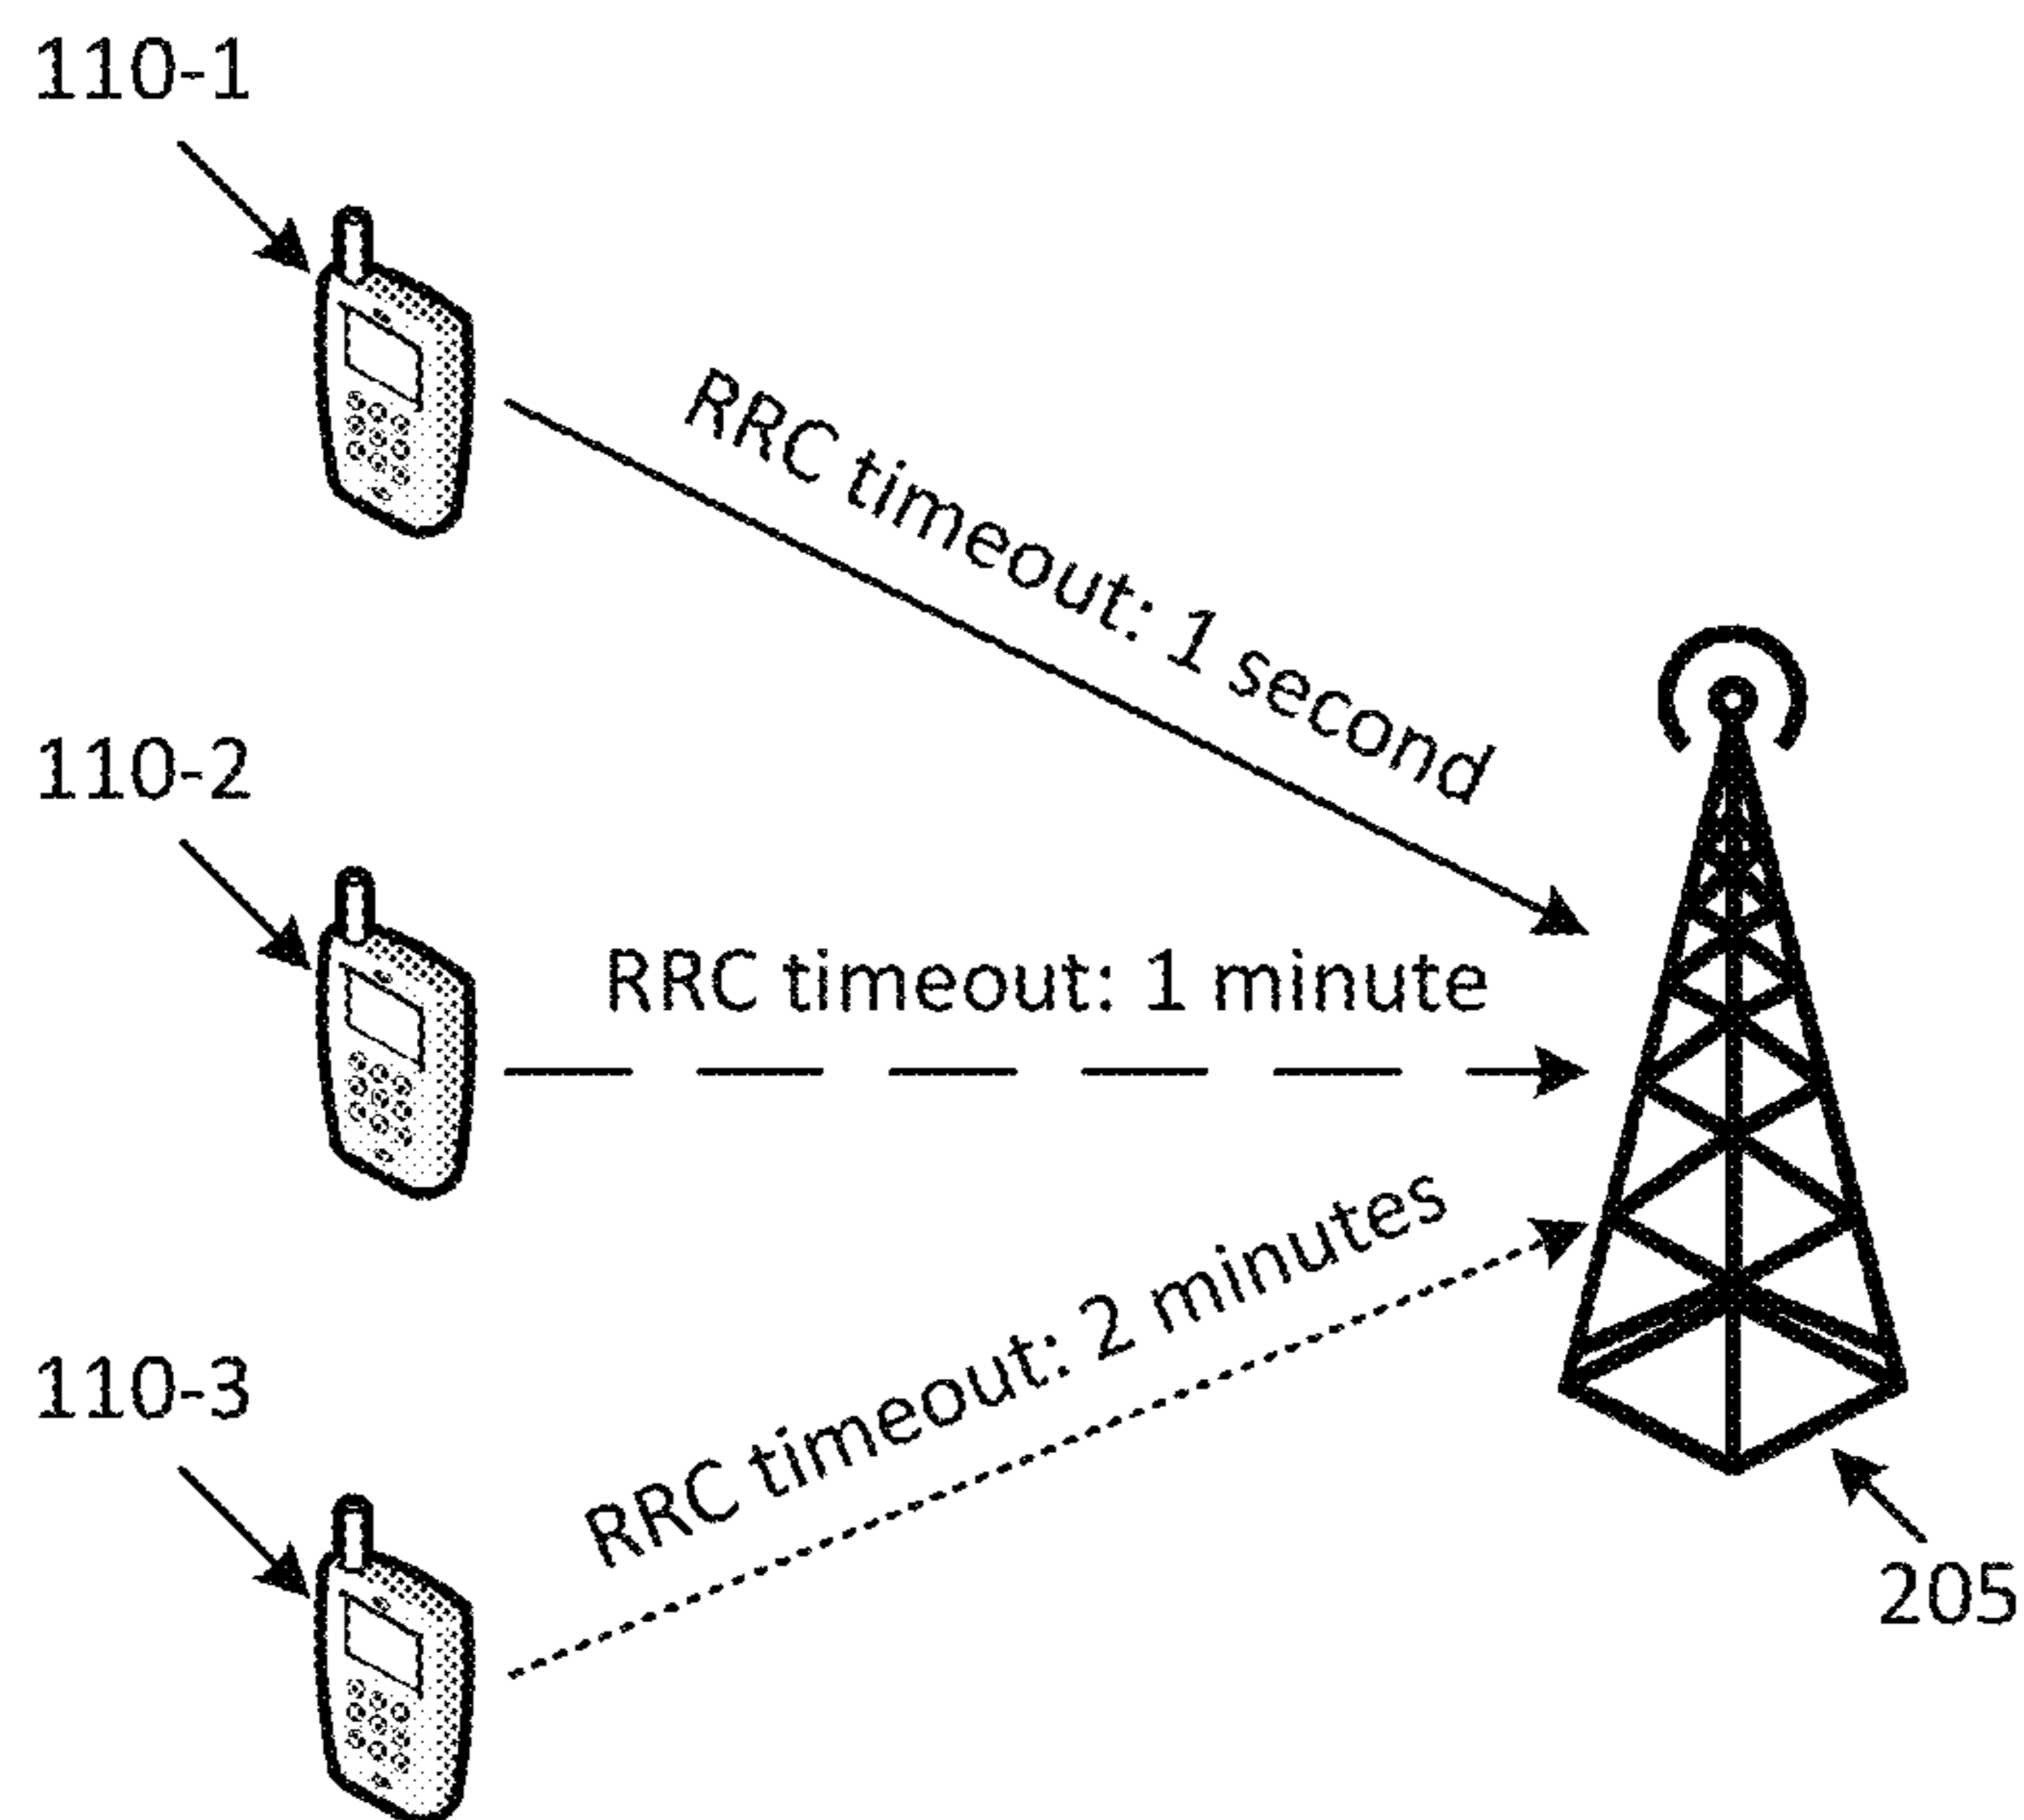 110-1
RRC timeout: 1 second
110-2
RRC timeout: 1 minute
RRC timeout: 2 minutes
110-3
205